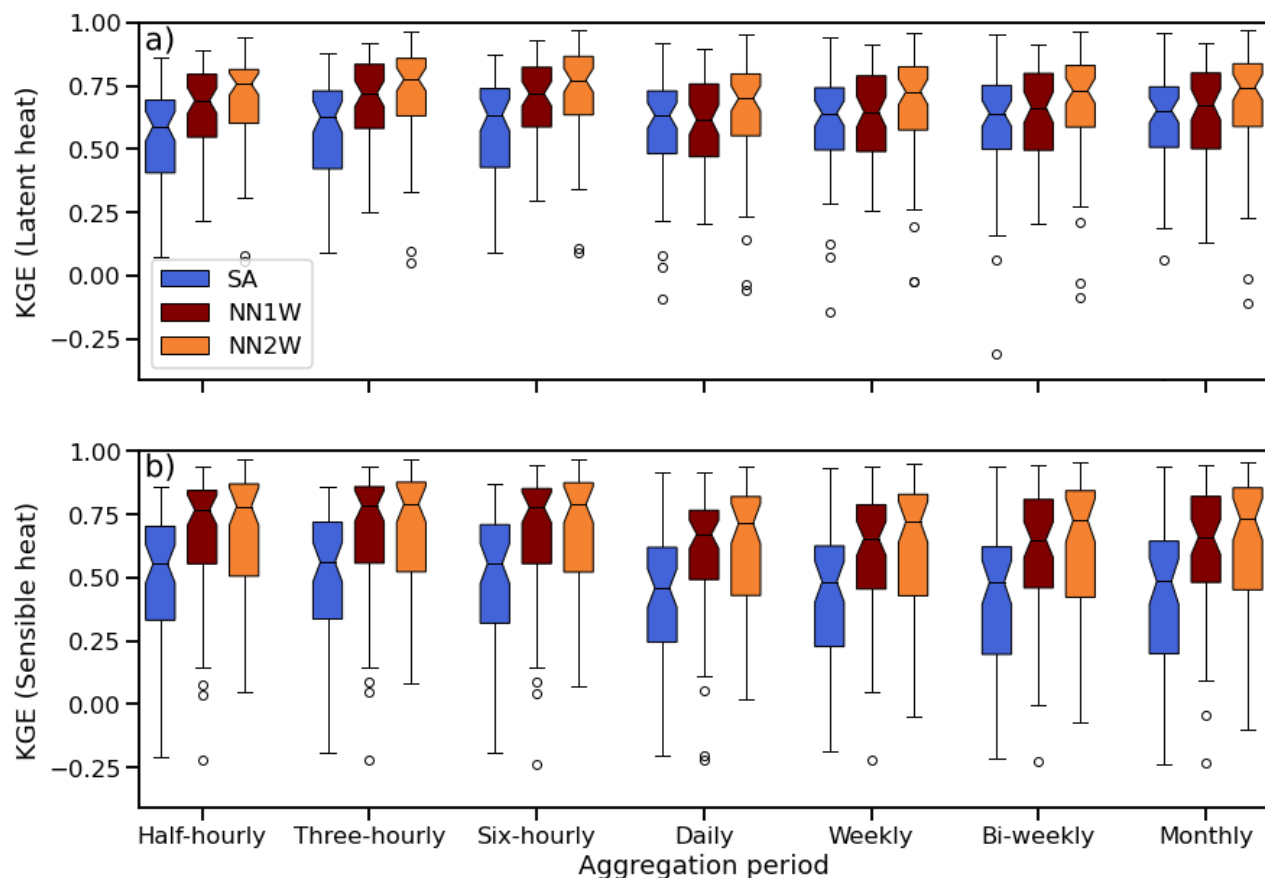 a)
1.00
0.75
0.50
0.25
0.00
−0.25
KGE (Latent heat)
SA
NN1W
NN2W
b)
1.00
0.75
0.50
0.25
0.00
−0.25
KGE (Sensible heat)
Half-hourly Three-hourly Six-hourly Daily Weekly Bi-weekly Monthly
Aggregation period